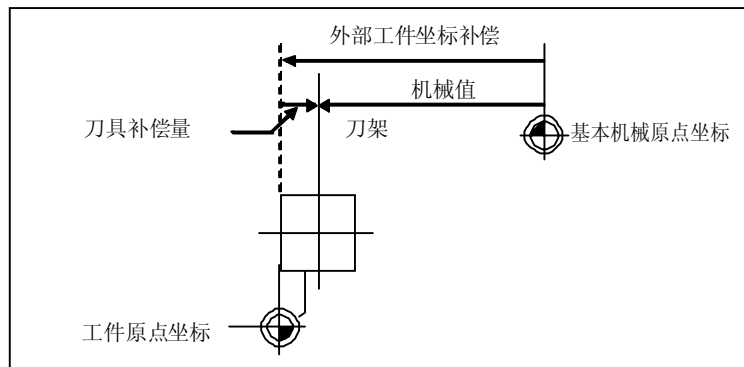 外部工件坐标补偿
机械值
刀具补偿量
刀架
基本机械原点坐标
工件原点坐标